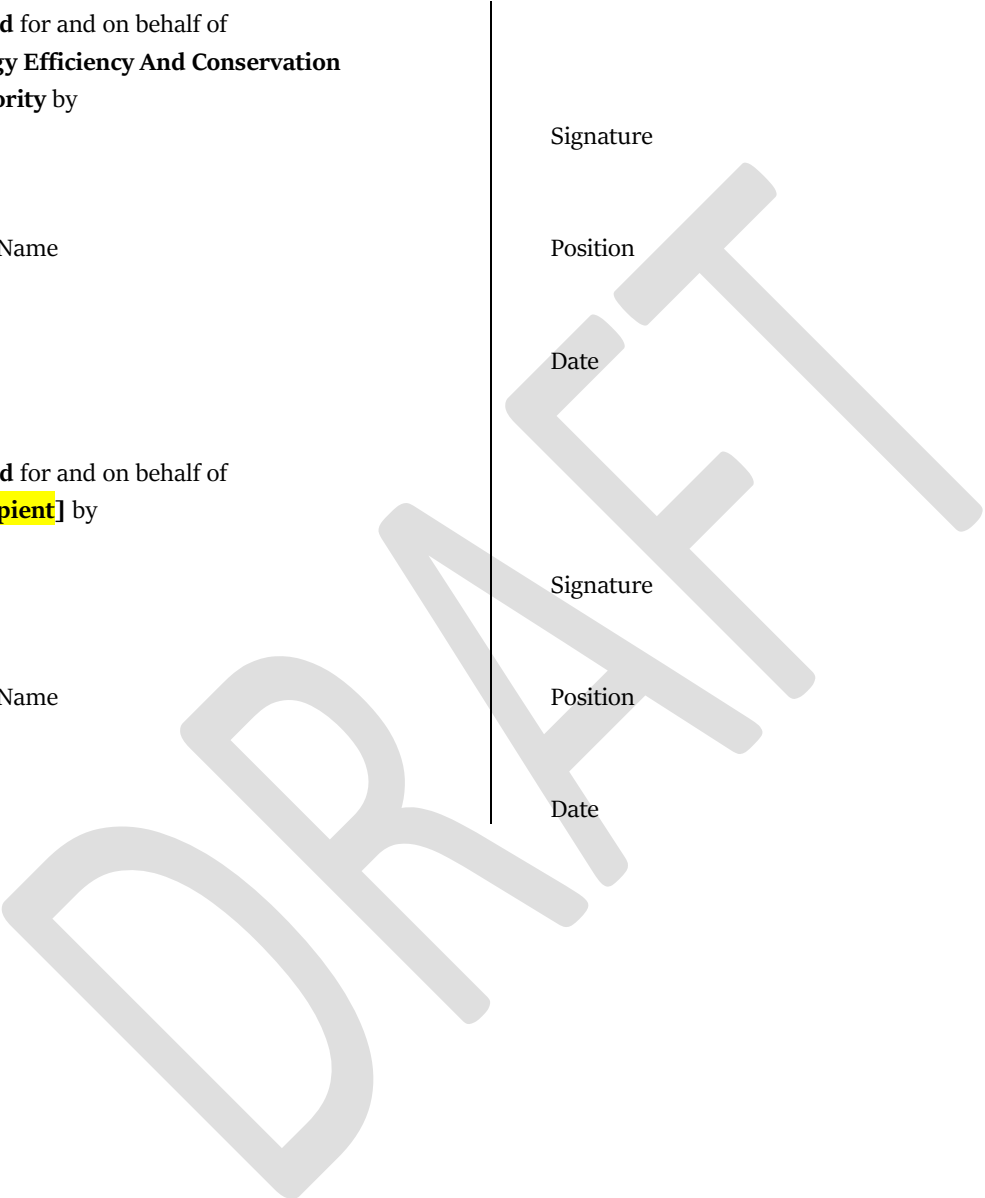 d for and on behalf of
gy Efficiency And Conservation
ority by
Signature
Name
Position
Date
d for and on behalf of
pient] by
Signature
Name
Position
Date
DRAFT